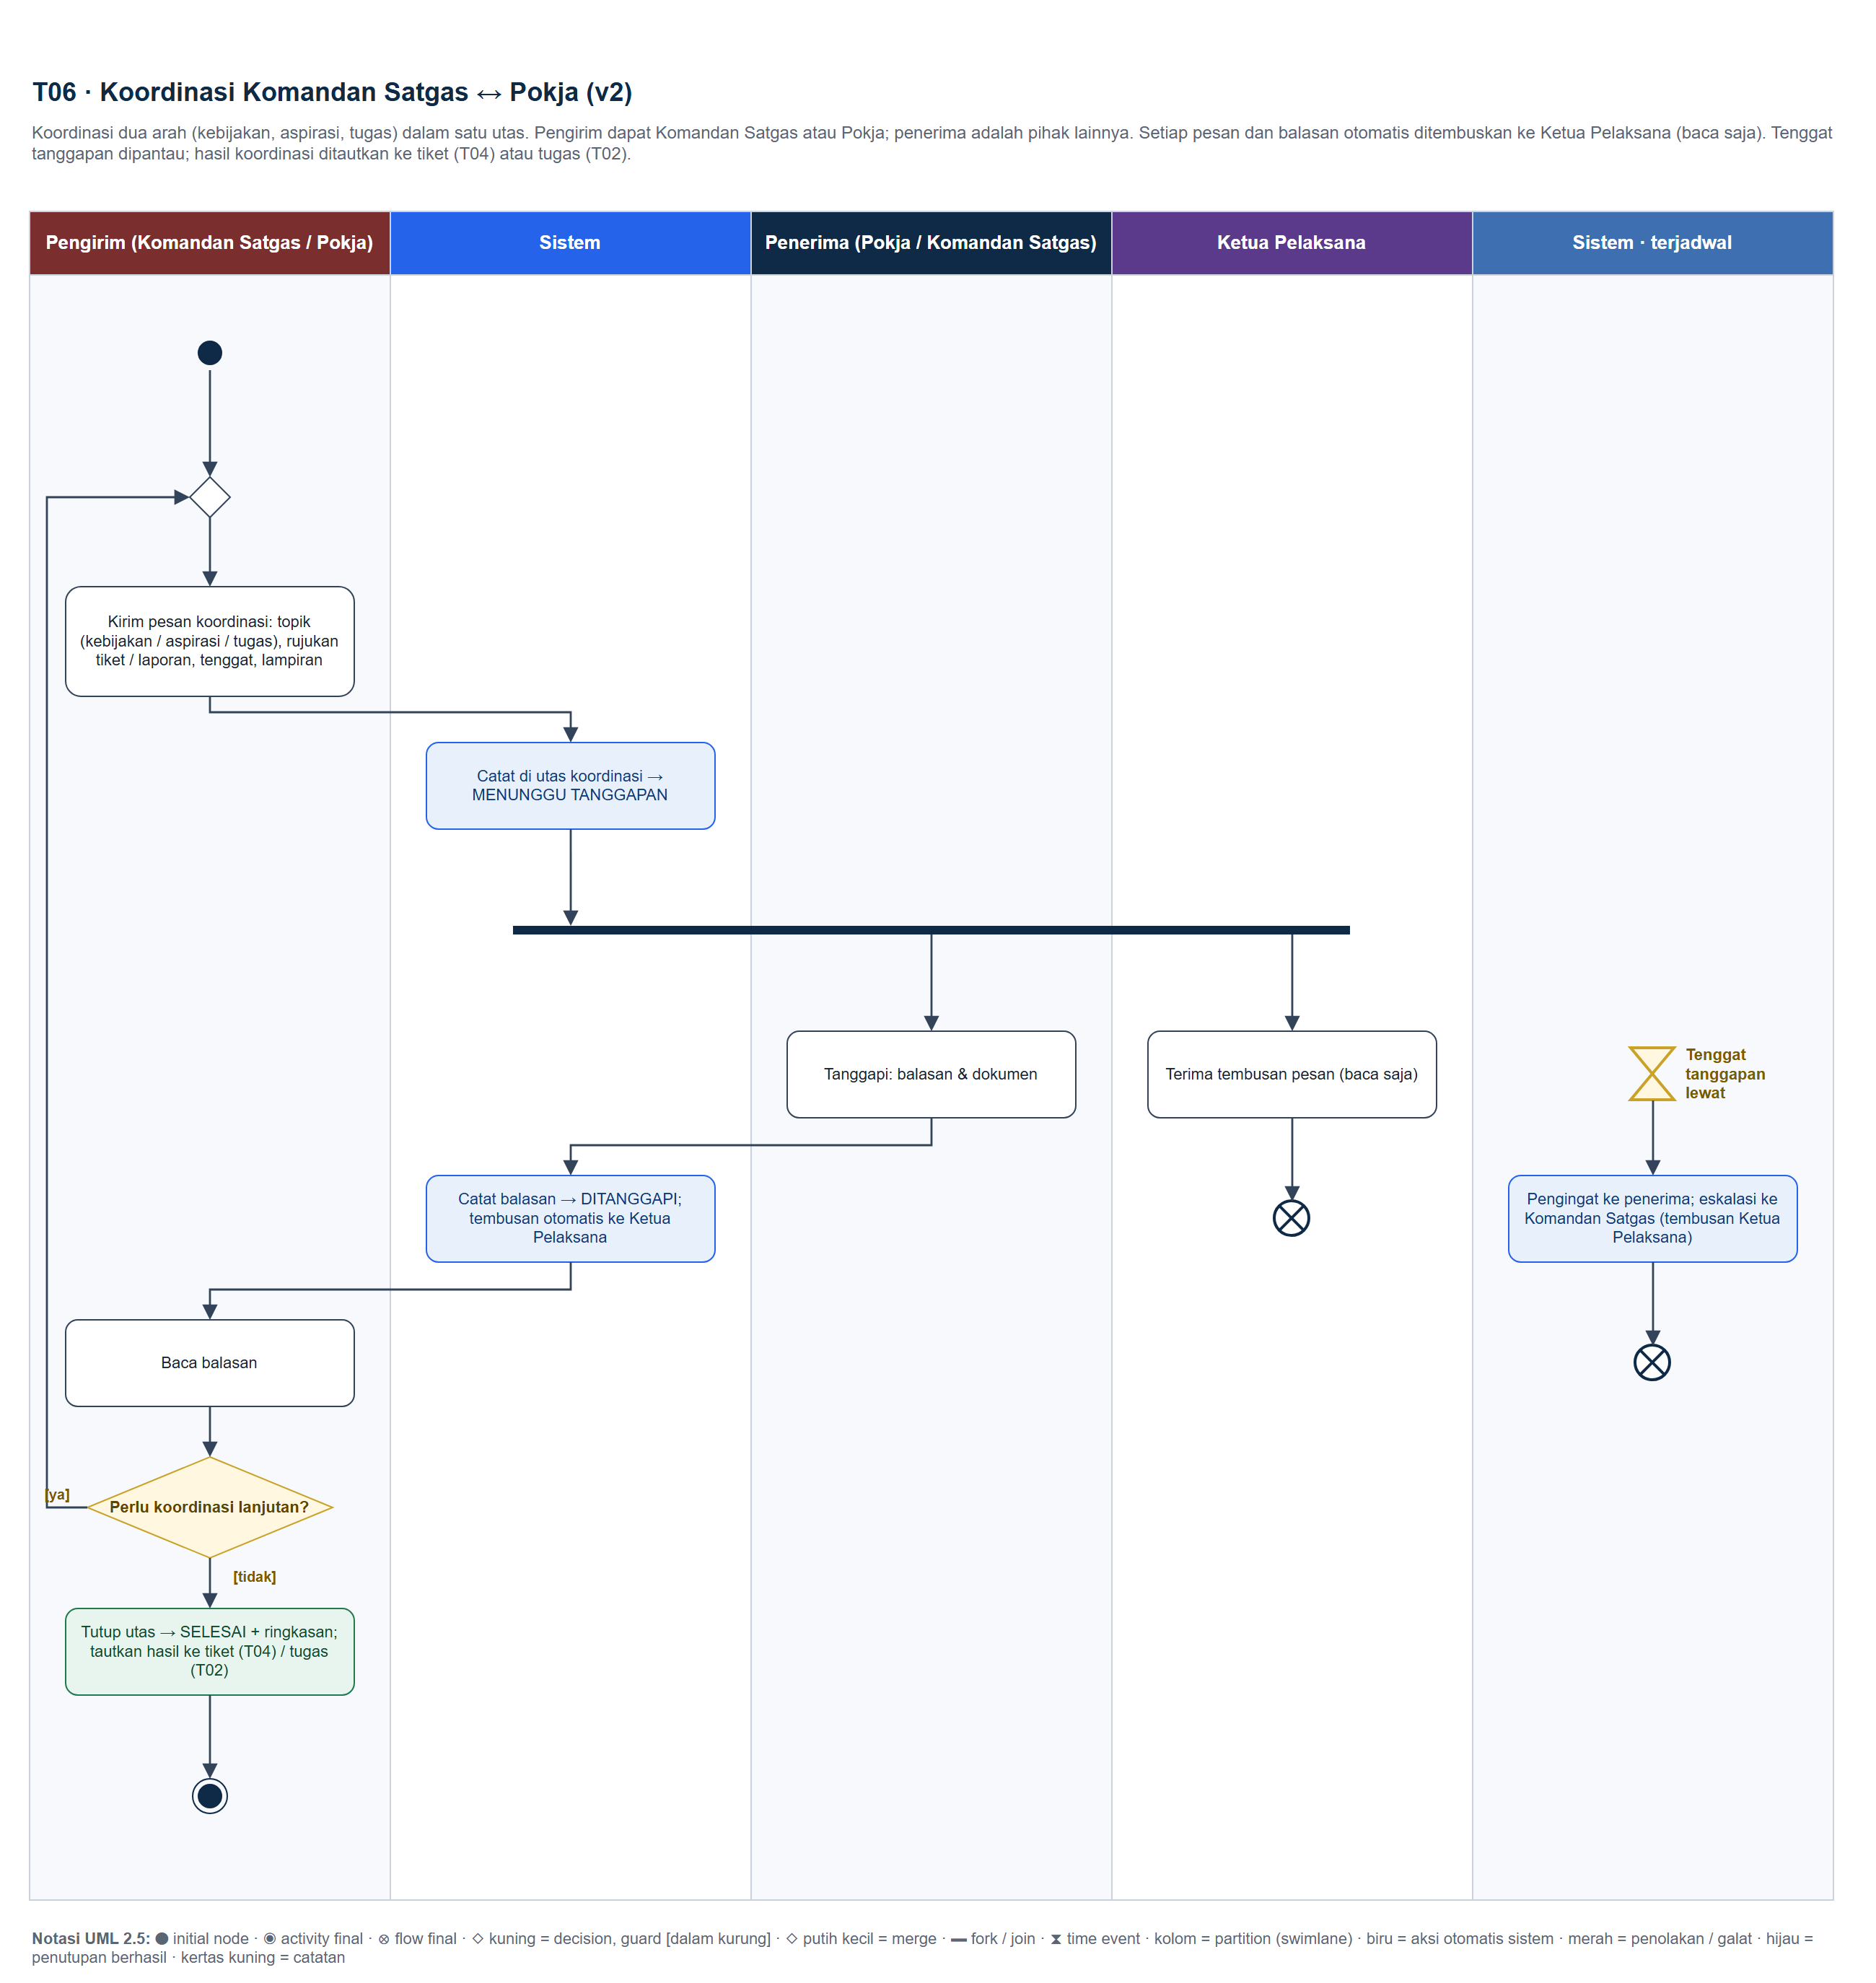 T06 · Koordinasi Komandan Satgas ↔ Pokja (v2)
Koordinasi dua arah (kebijakan, aspirasi, tugas) dalam satu utas. Pengirim dapat Komandan Satgas atau Pokja; penerima adalah pihak lainnya. Setiap pesan dan balasan otomatis ditembuskan ke Ketua Pelaksana (baca saja). Tenggat
tanggapan dipantau; hasil koordinasi ditautkan ke tiket (T04) atau tugas (T02).
Pengirim (Komandan Satgas / Pokja)
Sistem
Penerima (Pokja / Komandan Satgas)
Ketua Pelaksana
Sistem · terjadwal
Kirim pesan koordinasi: topik
(kebijakan / aspirasi / tugas), rujukan
tiket / laporan, tenggat, lampiran
Catat di utas koordinasi →
MENUNGGU TANGGAPAN
Tanggapi: balasan & dokumen
Terima tembusan pesan (baca saja)
Tenggat
tanggapan
lewat
Catat balasan → DITANGGAPI;
tembusan otomatis ke Ketua
Pelaksana
Pengingat ke penerima; eskalasi ke
Komandan Satgas (tembusan Ketua
Pelaksana)
Baca balasan
[ya]
Perlu koordinasi lanjutan?
[tidak]
Tutup utas → SELESAI + ringkasan;
tautkan hasil ke tiket (T04) / tugas
(T02)
Notasi UML 2.5: ● initial node · ◉ activity final · ⊗ flow final · ◇ kuning = decision, guard [dalam kurung] · ◇ putih kecil = merge · ▬ fork / join · ⧗ time event · kolom = partition (swimlane) · biru = aksi otomatis sistem · merah = penolakan / galat · hijau =
penutupan berhasil · kertas kuning = catatan